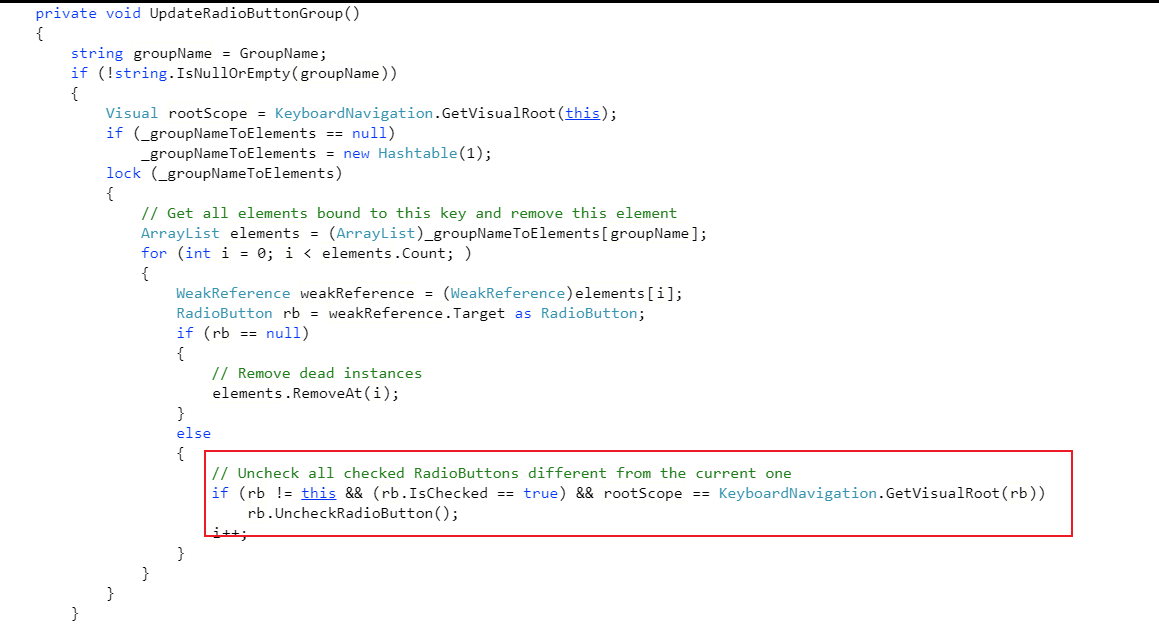 private void UpdateRadioButtonGroup()
{
    string groupName = GroupName;
    if (!string.IsNullOrEmpty(groupName))
    {
        Visual rootScope = KeyboardNavigation.GetVisualRoot(this);
        if (_groupNameToElements == null)
            _groupNameToElements = new Hashtable(1);
        lock (_groupNameToElements)
        {
            // Get all elements bound to this key and remove this element
            ArrayList elements = (ArrayList)_groupNameToElements[groupName];
            for (int i = 0; i < elements.Count; )
            {
                WeakReference weakReference = (WeakReference)elements[i];
                RadioButton rb = weakReference.Target as RadioButton;
                if (rb == null)
                {
                    // Remove dead instances
                    elements.RemoveAt(i);
                }
                else
                {
                    // Uncheck all checked RadioButtons different from the current one
                    if (rb != this && (rb.IsChecked == true) && rootScope == KeyboardNavigation.GetVisualRoot(rb))
                        rb.UncheckRadioButton();
                    i++;
                }
            }
        }
    }